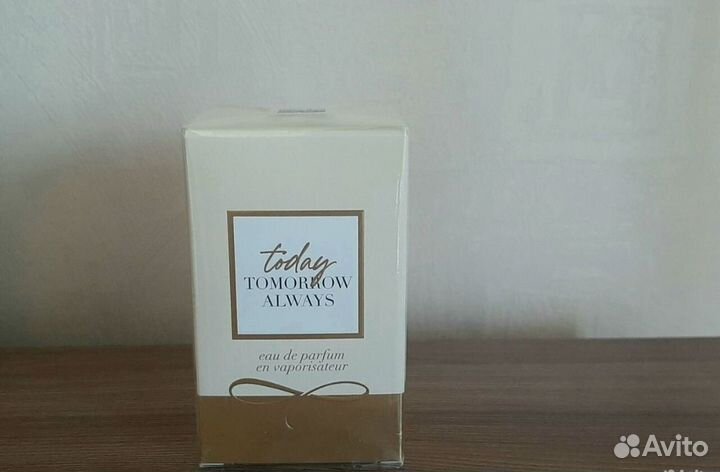 today
TOMORROW
ALWAYS
eau de parfum
en vaporisateur
Avito